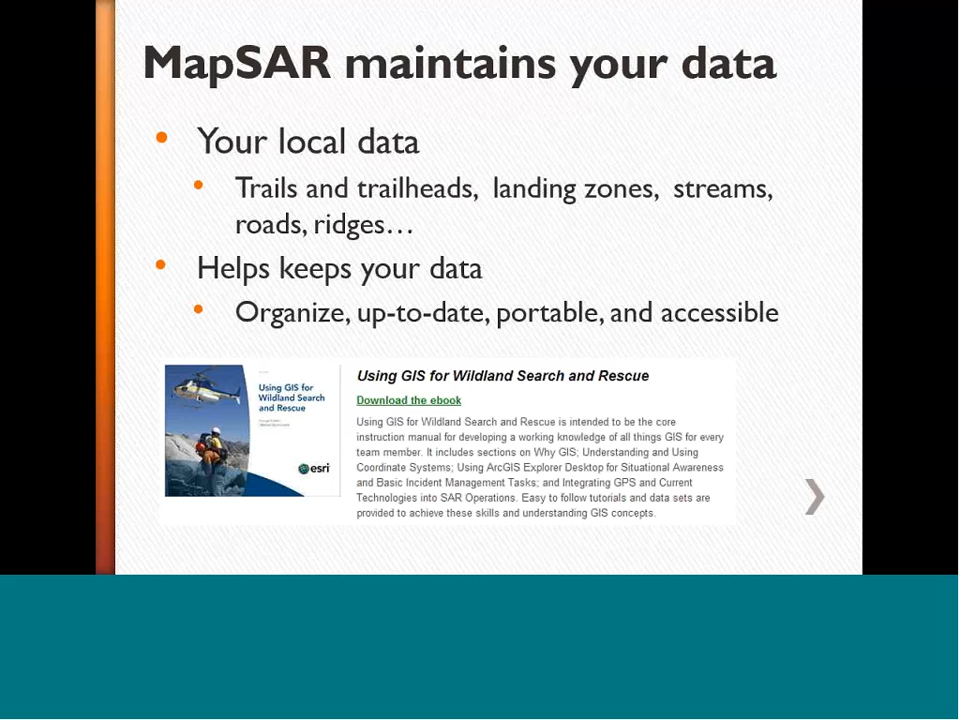 MapSAR maintains your data
• Your local data
• Trails and trailheads, landing zones, streams,
roads, ridges…
• Helps keeps your data
• Organize, up-to-date, portable, and accessible
Using GIS for
Wildland Search
and Rescue
esri
Using GIS for Wildland Search and Rescue
Download the ebook
Using GIS for Wildland Search and Rescue is intended to be the core
instruction manual for developing a working knowledge of all things GIS for every
team member. It includes sections on Why GIS; Understanding and Using
Coordinate Systems; Using ArcGIS Explorer Desktop for Situational Awareness
and Basic Incident Management Tasks; and Integrating GPS and Current
Technologies into SAR Operations. Easy to follow tutorials and data sets are
provided to achieve these skills and understanding GIS concepts.